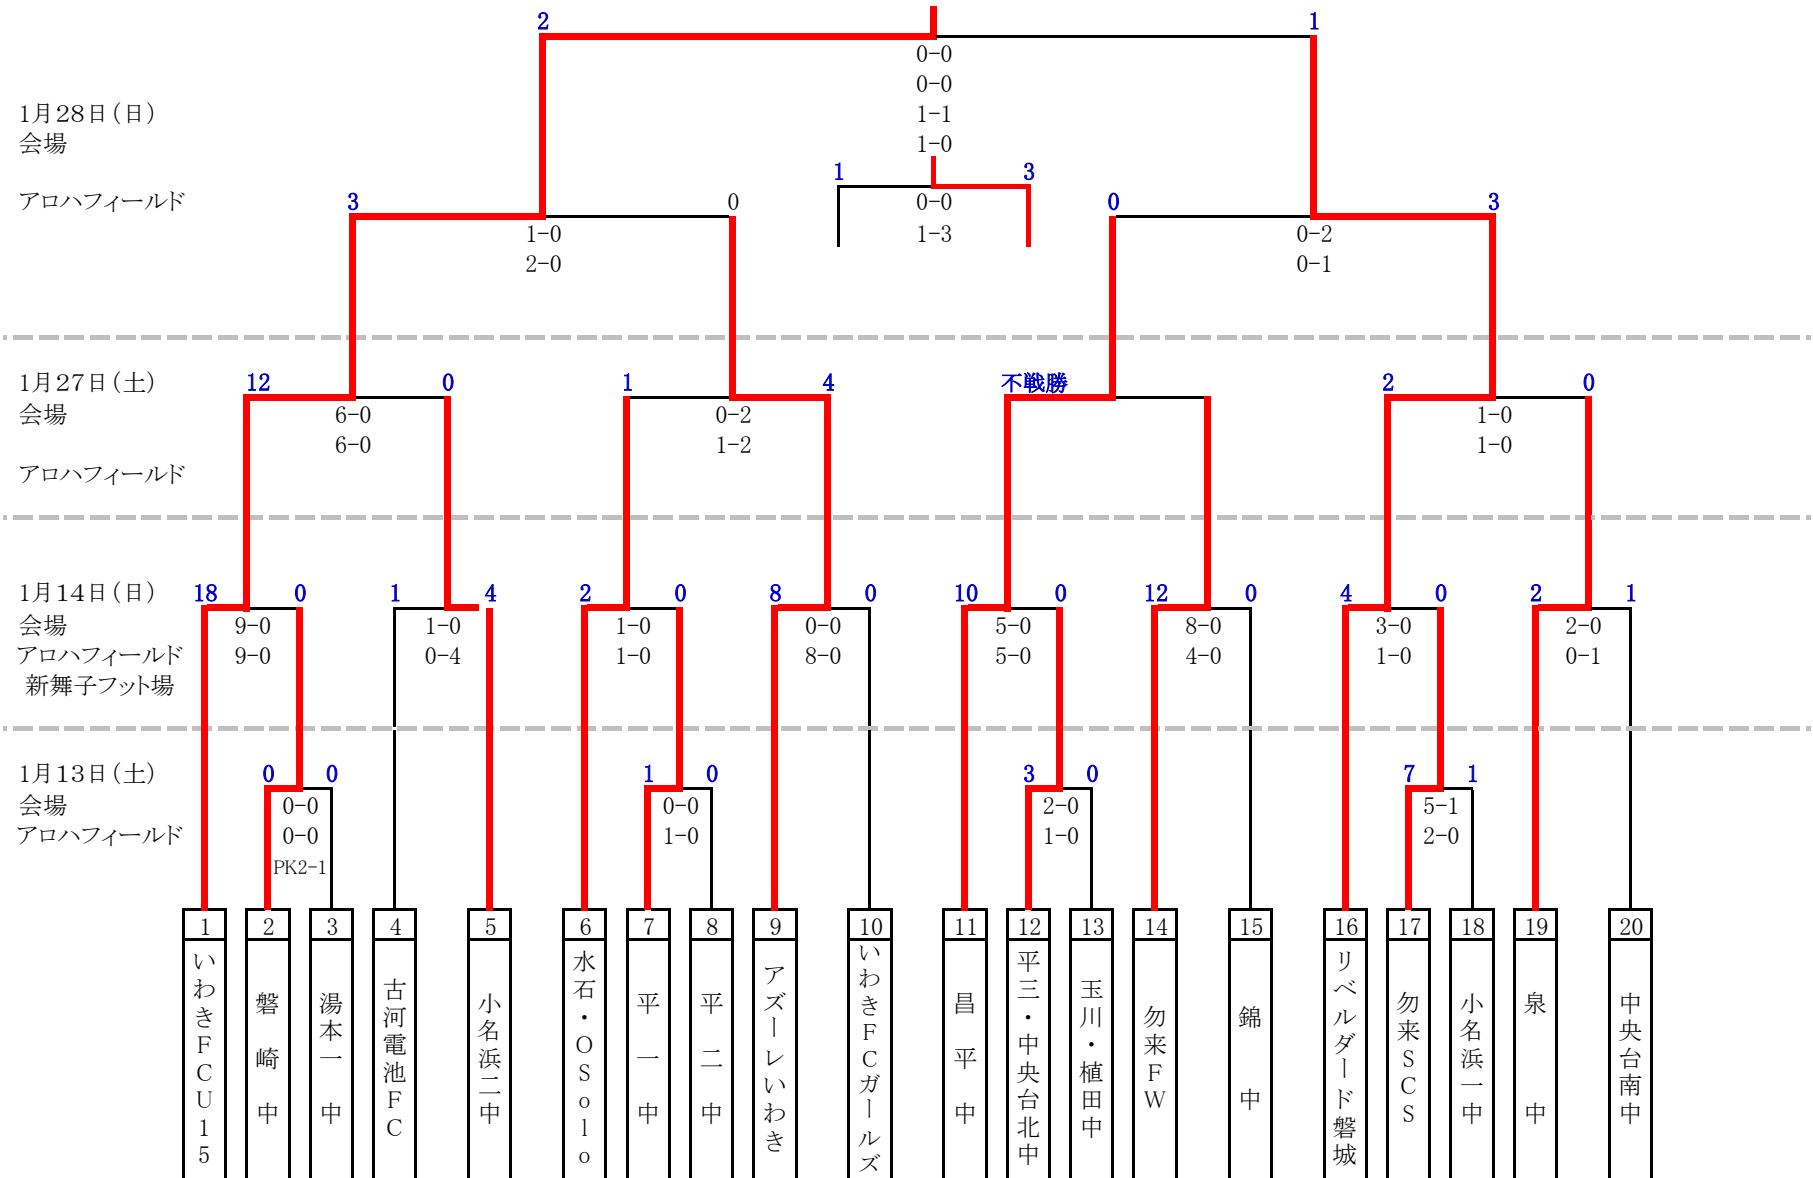 2 1
0-0
0-0
1月28日(日) 1-1
会場 1-0
1 3
アロハフィールド 3 0 0-0 0 3
1-0 1-3 0-2
2-0 0-1
1月27日(土) 12 0 1 4 不戦勝 2 0
会場 6-0 0-2 1-0
6-0 1-2 1-0
アロハフィールド
1月14日(日) 18 0 1 4 2 0 8 0 10 0 12 0 4 0 2 1
会場 9-0 1-0 1-0 0-0 5-0 8-0 3-0 2-0
アロハフィールド 9-0 0-4 1-0 8-0 5-0 4-0 1-0 0-1
新舞子フット場
1月13日(土) 0 0 1 0 3 0 7 1
会場 0-0 0-0 2-0 5-1
アロハフィールド 0-0 1-0 1-0 2-0
PK2-1
1 2 3 4 5 6 7 8 9 10 11 12 13 14 15 16 17 18 19 20
いわきFCU15
磐崎中
湯本一中
古河電池FC
小名浜二中
水石・OSolo
平一中
平二中
アズーレいわき
いわきFCガールズ
昌平中
平三・中央台北中
玉川・植田中
勿来FW
錦中
リベルダード磐城
勿来SCS
小名浜一中
泉中
中央台南中